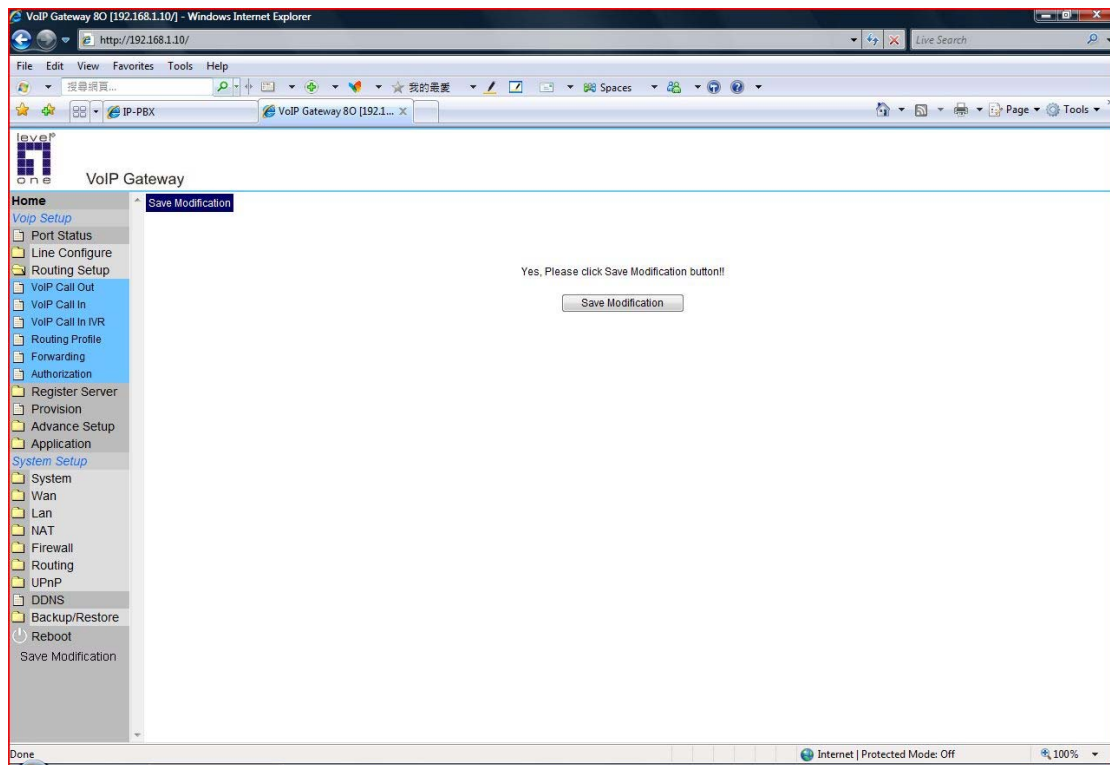 VoIP Gateway 8O [192.168.1.10/] - Windows Internet Explorer
http://192.168.1.10/
Live Search
File Edit View Favorites Tools Help
搜尋網頁...
我的最愛
Spaces
IP-PBX
VoIP Gateway 8O [192.1...
Page
Tools
level
one
VoIP Gateway
Home
Save Modification
Voip Setup
Port Status
Line Configure
Routing Setup
Yes, Please click Save Modification button!!
VoIP Call Out
VoIP Call In
Save Modification
VoIP Call In IVR
Routing Profile
Forwarding
Authorization
Register Server
Provision
Advance Setup
Application
System Setup
System
Wan
Lan
NAT
Firewall
Routing
UPnP
DDNS
Backup/Restore
Reboot
Save Modification
Done
Internet | Protected Mode: Off
100%